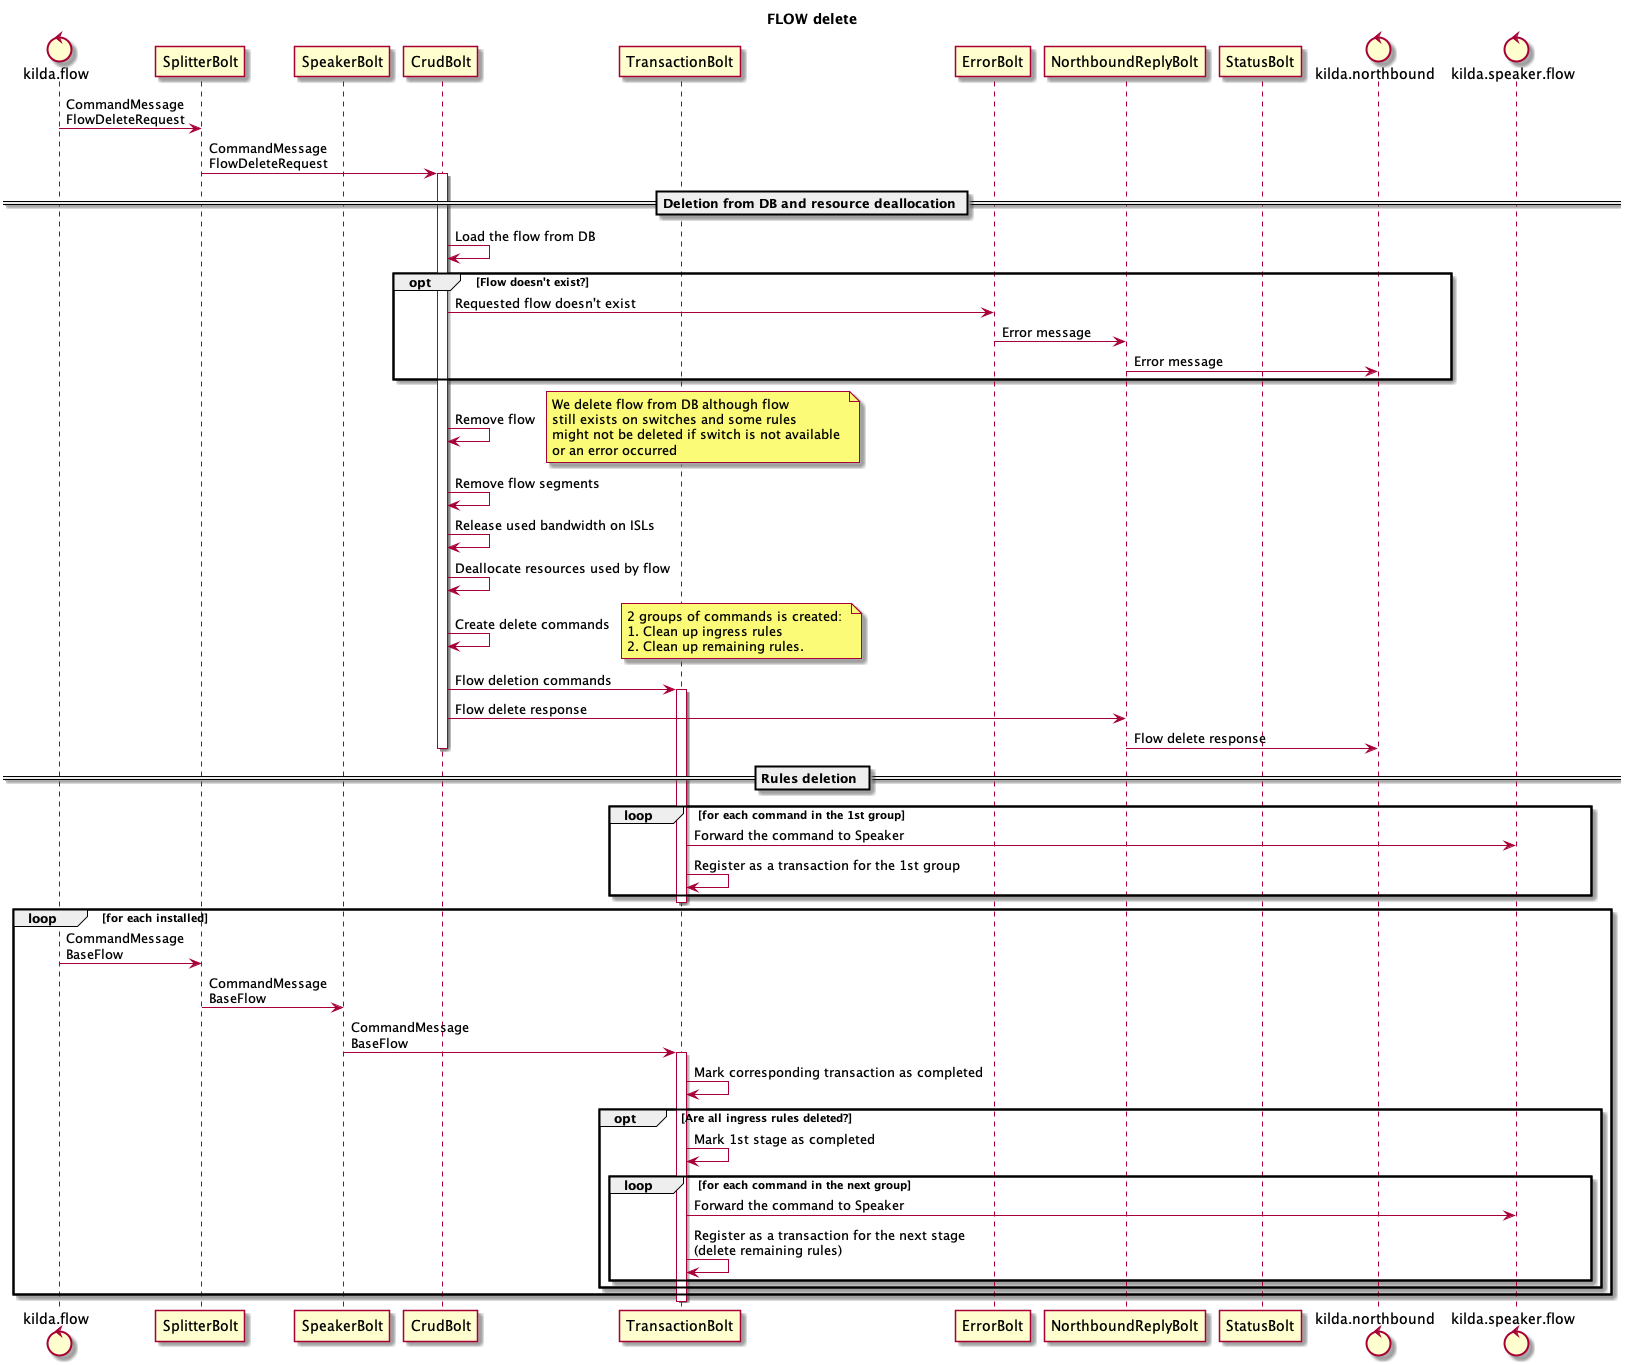 FLOW delete
kilda.flow
SplitterBolt
SpeakerBolt
CrudBolt
TransactionBolt
ErrorBolt
NorthboundReplyBolt
StatusBolt
kilda.northbound
kilda.speaker.flow
CommandMessage
FlowDeleteRequest
CommandMessage
FlowDeleteRequest
Deletion from DB and resource deallocation
Load the flow from DB
opt
[Flow doesn't exist?]
Requested flow doesn't exist
Error message
Error message
Remove flow
We delete flow from DB although flow
still exists on switches and some rules
might not be deleted if switch is not available
or an error occurred
Remove flow segments
Release used bandwidth on ISLs
Deallocate resources used by flow
Create delete commands
2 groups of commands is created:
1. Clean up ingress rules
2. Clean up remaining rules.
Flow deletion commands
Flow delete response
Flow delete response
Rules deletion
loop
[for each command in the 1st group]
Forward the command to Speaker
Register as a transaction for the 1st group
loop
[for each installed]
CommandMessage
BaseFlow
CommandMessage
BaseFlow
CommandMessage
BaseFlow
Mark corresponding transaction as completed
opt
[Are all ingress rules deleted?]
Mark 1st stage as completed
loop
[for each command in the next group]
Forward the command to Speaker
Register as a transaction for the next stage
(delete remaining rules)
kilda.flow
SplitterBolt
SpeakerBolt
CrudBolt
TransactionBolt
ErrorBolt
NorthboundReplyBolt
StatusBolt
kilda.northbound
kilda.speaker.flow